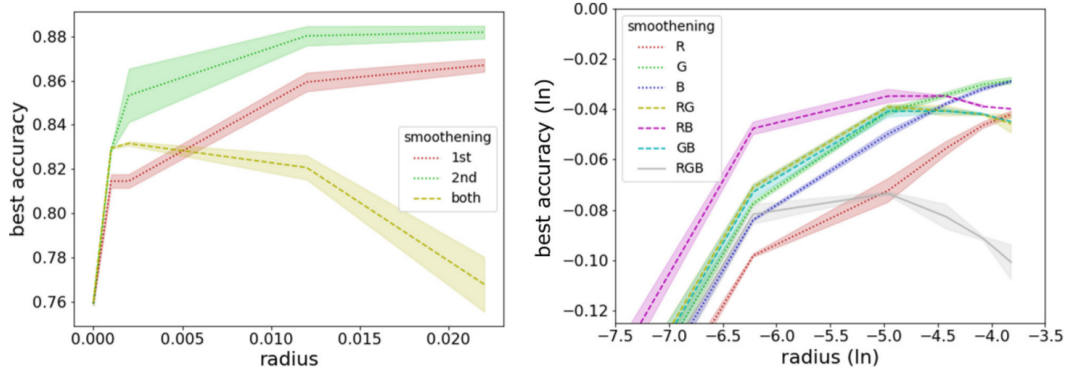 best accuracy
0.88
0.86
0.84
0.82
0.80
0.78
0.76
smoothening
1st
2nd
both
0.000
0.005
0.010
0.015
0.020
radius
best accuracy (ln)
0.00
−0.02
−0.04
−0.06
−0.08
−0.10
−0.12
smoothening
R
G
B
RG
RB
GB
RGB
−7.5
−7.0
−6.5
−6.0
−5.5
−5.0
−4.5
−4.0
−3.5
radius (ln)